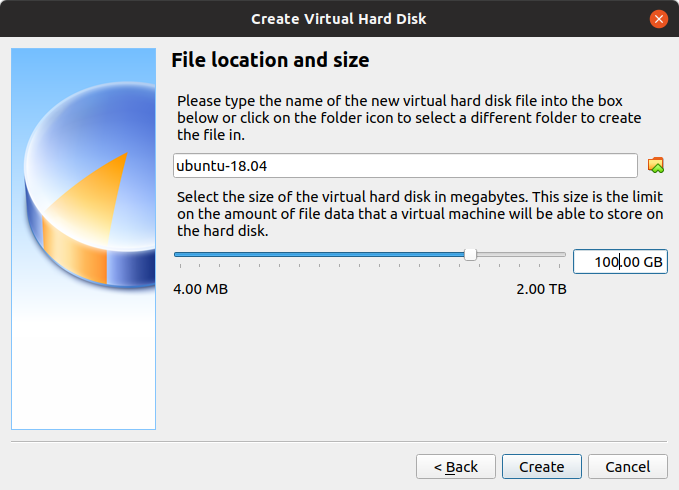 Create Virtual Hard Disk
File location and size
Please type the name of the new virtual hard disk file into the box
below or click on the folder icon to select a different folder to create
the file in.
ubuntu-18.04
Select the size of the virtual hard disk in megabytes. This size is the limit
on the amount of file data that a virtual machine will be able to store on
the hard disk.
100.00 GB
4.00 MB
2.00 TB
< Back
Create
Cancel